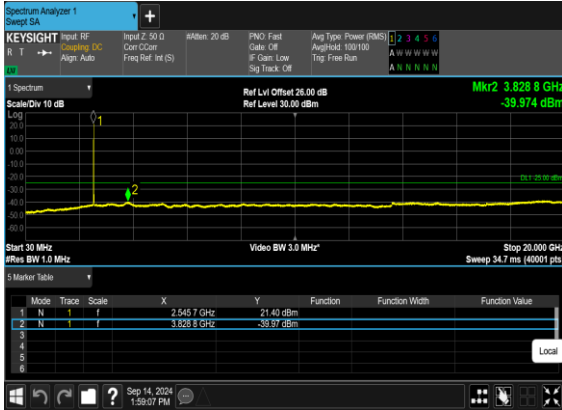 Spectrum Analyzer 1
Swept SA
+
KEYSIGHT
R T
Input: RF
Coupling: DC
Align: Auto
Input Z: 50 Ω
Corr CCorr
Freq Ref: Int (S)
#Atten: 20 dB
PNO: Fast
Gate: Off
IF Gain: Low
Sig Track: Off
Avg Type: Power (RMS)
Avg|Hold: 100/100
Trig: Free Run
1 2 3 4 5 6
A W W W W W
A N N N N N
1 Spectrum
Scale/Div 10 dB
Ref Lvl Offset 26.00 dB
Ref Level 30.00 dBm
Mkr2 3.828 8 GHz
-39.974 dBm
Log
20.0
10.0
0.00
-10.0
-20.0
-30.0
-40.0
-50.0
-60.0
1
2
DL1 -25.00 dBm
Start 30 MHz
#Res BW 1.0 MHz
Video BW 3.0 MHz*
Stop 20.000 GHz
Sweep 34.7 ms (40001 pts)
5 Marker Table
Mode Trace Scale X Y Function Function Width Function Value
1 N 1 f 2.545 7 GHz 21.40 dBm
2 N 1 f 3.828 8 GHz -39.97 dBm
3
4
5
6
Local
?
Sep 14, 2024
1:59:07 PM